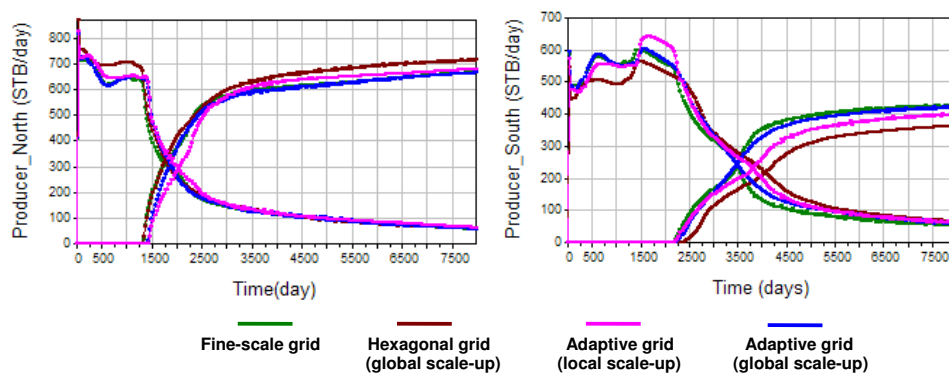 Producer_North (STB/day)
800
700
600
500
400
300
200
100
0
0 500 1500 2500 3500 4500 5500 6500 7500
Time(day)
Producer_South (STB/day)
700
600
500
400
300
200
100
0
0 500 1500 2500 3500 4500 5500 6500 7500
Time (days)
Fine-scale grid
Hexagonal grid
(global scale-up)
Adaptive grid
(local scale-up)
Adaptive grid
(global scale-up)